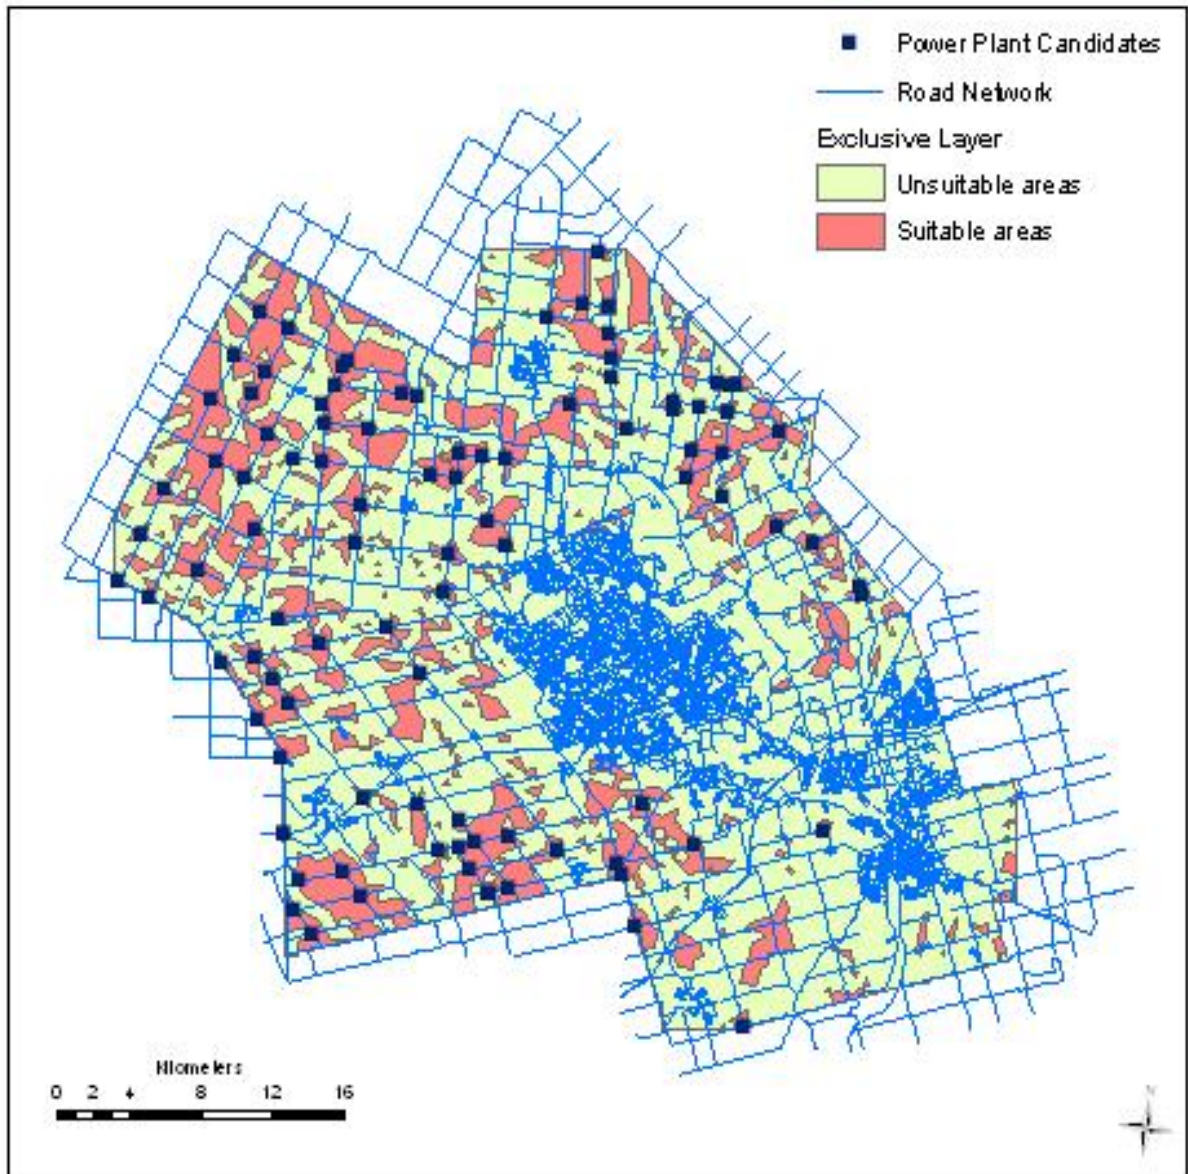 Power Plant Candidates
Road Network
Exclusive Layer
Unsuitable areas
Suitable areas
Kilometers
0 2 4 8 12 16
N